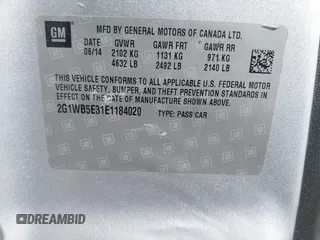 GM
MFD BY GENERAL MOTORS OF CANADA LTD.
DATE GVWR GAWR FRT GAWR RR
06/14 2102 KG 1131 KG 971 KG
4632 LB 2492 LB 2140 LB
THIS VEHICLE CONFORMS TO ALL APPLICABLE U.S. FEDERAL MOTOR
VEHICLE SAFETY, BUMPER, AND THEFT PREVENTION STANDARDS IN
EFFECT ON THE DATE OF MANUFACTURE SHOWN ABOVE.
2G1WB5E31E1184020 TYPE: PASS CAR
DREAMBID